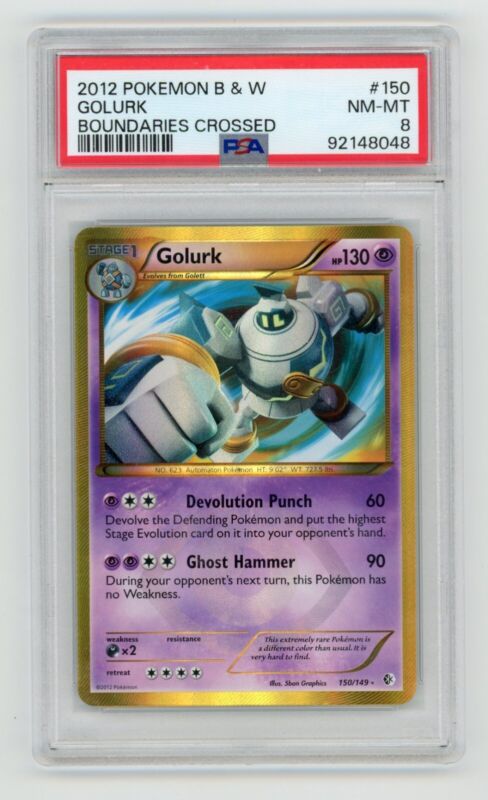 2012 POKEMON B & W #150
GOLURK NM-MT
BOUNDARIES CROSSED 8
PSA 92148048
STAGE1 Golurk HP130
Evolves from Golett
NO. 623 Automaton Pokémon HT: 9'02" WT: 727.5 lbs.
Devolution Punch 60
Devolve the Defending Pokémon and put the highest
Stage Evolution card on it into your opponent's hand.
Ghost Hammer 90
During your opponent's next turn, this Pokémon has
no Weakness.
weakness resistance
×2
retreat
This extremely rare Pokémon is
a different color than usual. It is
very hard to find.
©2012 Pokémon
Illus. 5ban Graphics 150/149